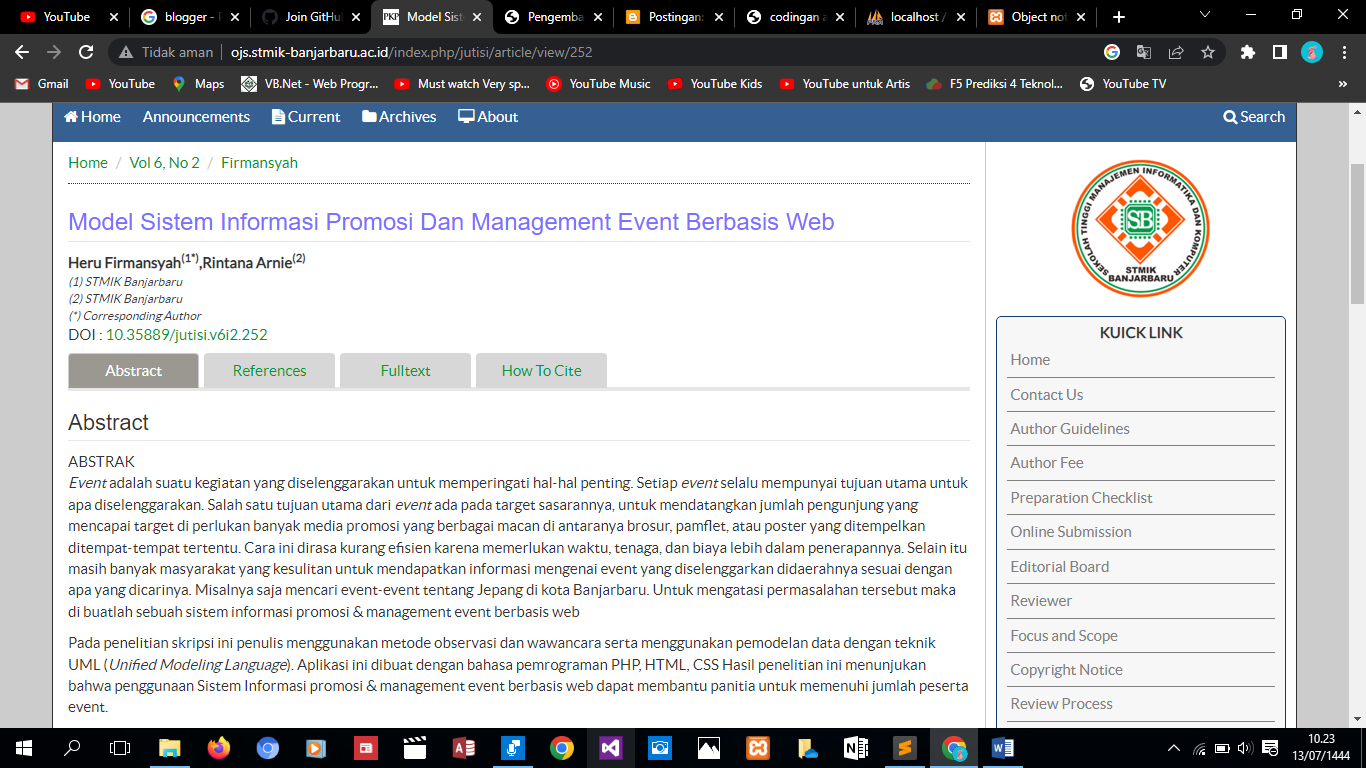 YouTube
blogger - P
Join GitHu
PKP Model Sist
Pengemba
Postingan:
codingan a
localhost /
Object not
Tidak aman | ojs.stmik-banjarbaru.ac.id/index.php/jutisi/article/view/252
Gmail YouTube Maps VB.Net - Web Progr... Must watch Very sp... YouTube Music YouTube Kids YouTube untuk Artis F5 Prediksi 4 Teknol... YouTube TV »
Home Announcements Current Archives About Search
Home / Vol 6, No 2 / Firmansyah
Model Sistem Informasi Promosi Dan Management Event Berbasis Web
Heru Firmansyah(1*),Rintana Arnie(2)
(1) STMIK Banjarbaru
(2) STMIK Banjarbaru
(*) Corresponding Author
DOI : 10.35889/jutisi.v6i2.252
Abstract References Fulltext How To Cite
Abstract
ABSTRAK
Event adalah suatu kegiatan yang diselenggarakan untuk memperingati hal-hal penting. Setiap event selalu mempunyai tujuan utama untuk
apa diselenggarakan. Salah satu tujuan utama dari event ada pada target sasarannya, untuk mendatangkan jumlah pengunjung yang
mencapai target di perlukan banyak media promosi yang berbagai macan di antaranya brosur, pamflet, atau poster yang ditempelkan
ditempat-tempat tertentu. Cara ini dirasa kurang efisien karena memerlukan waktu, tenaga, dan biaya lebih dalam penerapannya. Selain itu
masih banyak masyarakat yang kesulitan untuk mendapatkan informasi mengenai event yang diselenggarkan didaerahnya sesuai dengan
apa yang dicarinya. Misalnya saja mencari event-event tentang Jepang di kota Banjarbaru. Untuk mengatasi permasalahan tersebut maka
di buatlah sebuah sistem informasi promosi & management event berbasis web
Pada penelitian skripsi ini penulis menggunakan metode observasi dan wawancara serta menggunakan pemodelan data dengan teknik
UML (Unified Modeling Language). Aplikasi ini dibuat dengan bahasa pemrograman PHP, HTML, CSS Hasil penelitian ini menunjukan
bahwa penggunaan Sistem Informasi promosi & management event berbasis web dapat membantu panitia untuk memenuhi jumlah peserta
event.
SEKOLAH TINGGI MANAJEMEN INFORMATIKA DAN KOMPUTER
SB
STMIK
BANJARBARU
KUICK LINK
Home
Contact Us
Author Guidelines
Author Fee
Preparation Checklist
Online Submission
Editorial Board
Reviewer
Focus and Scope
Copyright Notice
Review Process
10.23
13/07/1444